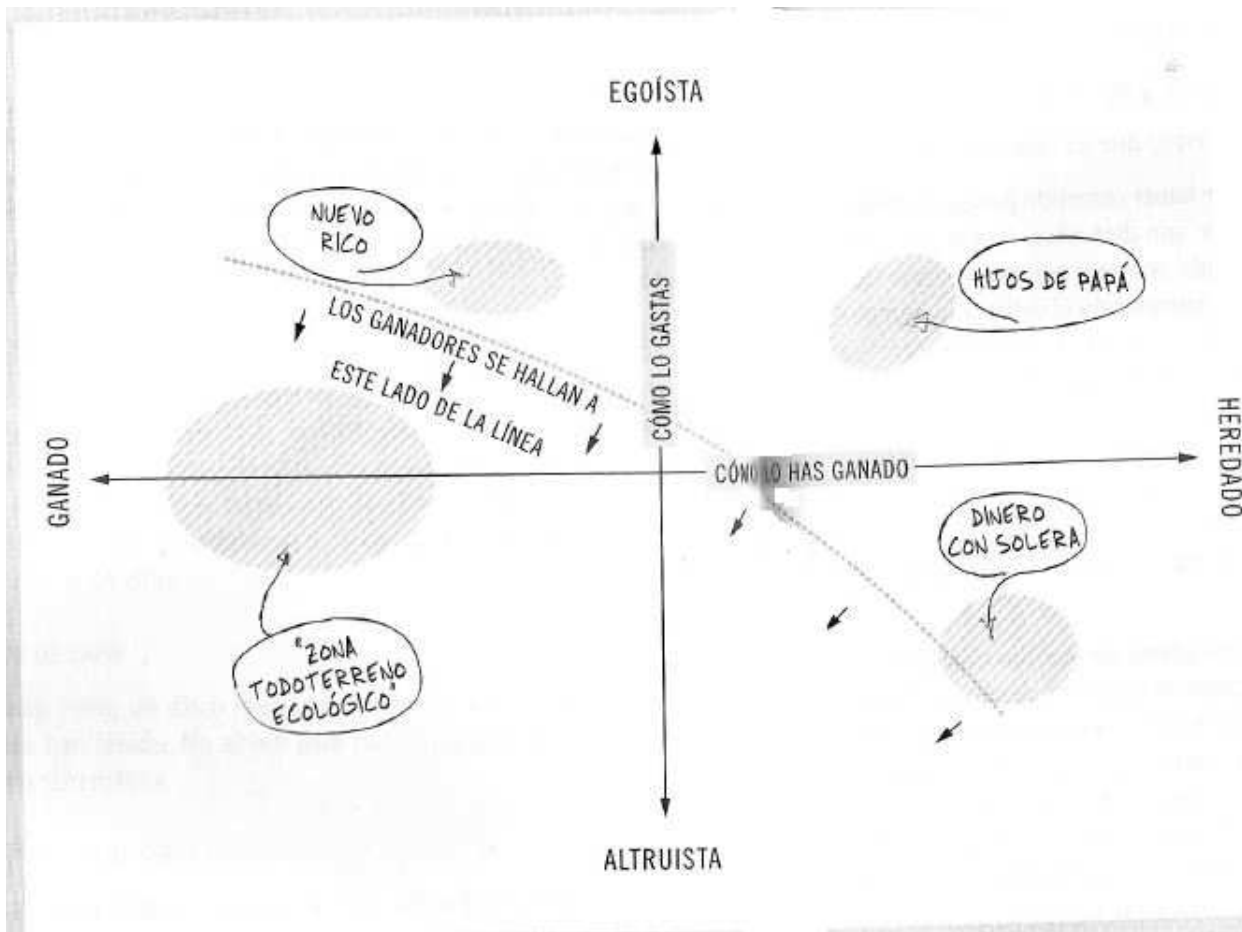 EGOÍSTA
NUEVO
RICO
HIJOS DE PAPÁ
LOS GANADORES SE HALLAN A
ESTE LADO DE LA LÍNEA
CÓMO LO GASTAS
GANADO
CÓMO LO HAS GANADO
HEREDADO
DINERO
CON SOLERA
"ZONA
TODOTERRENO
ECOLÓGICO"
ALTRUISTA